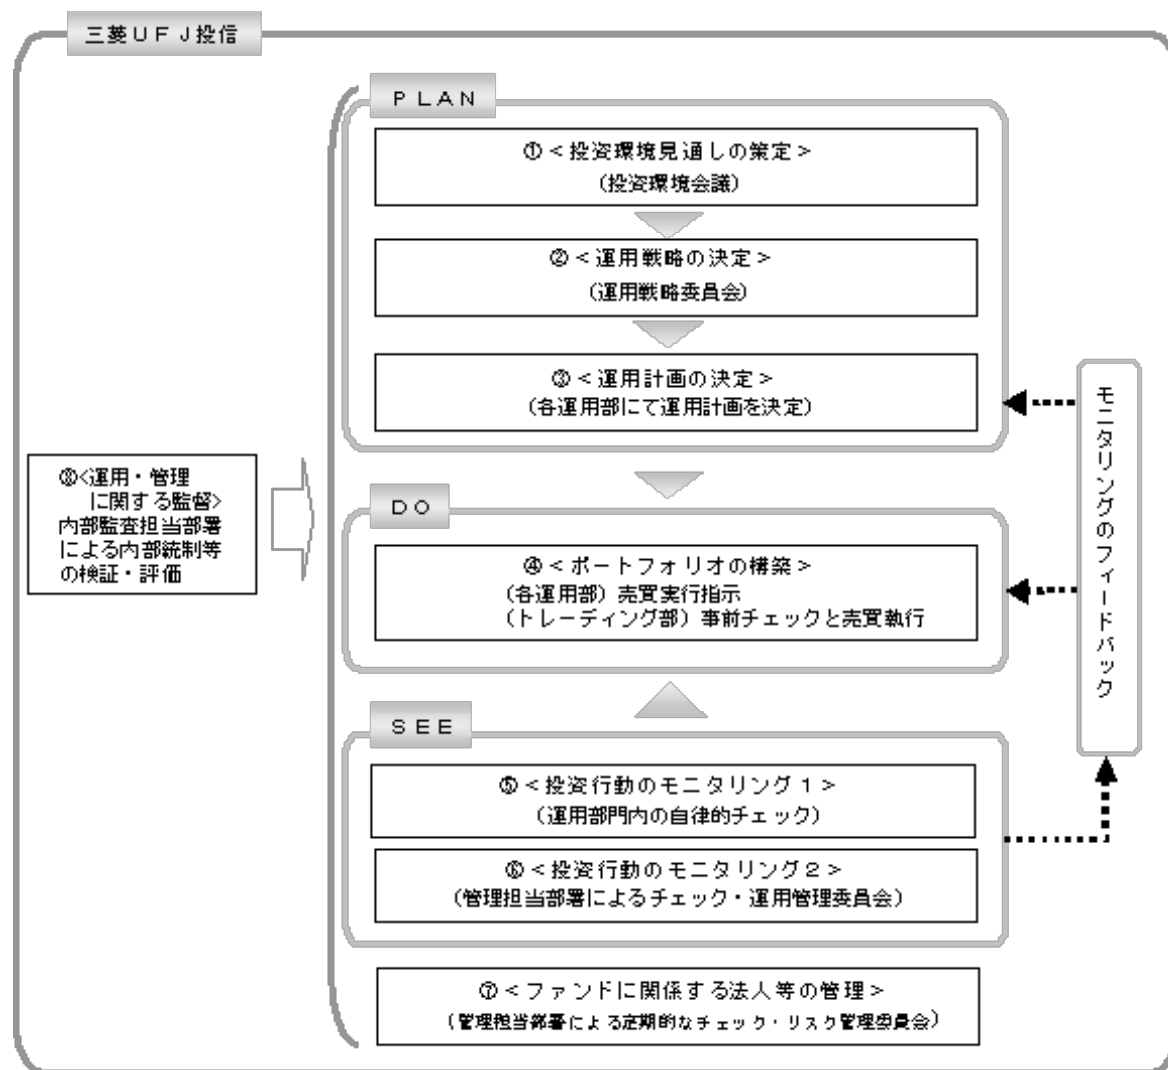 三菱ＵＦＪ投信
ＰＬＡＮ
①＜投資環境見通しの策定＞
（投資環境会議）
②＜運用戦略の決定＞
（運用戦略委員会）
③＜運用計画の決定＞
（各運用部にて運用計画を決定）
モニタリングのフィードバック
⑧<運用・管理
に関する監督>
内部監査担当部署
による内部統制等
の検証・評価
ＤＯ
④＜ポートフォリオの構築＞
（各運用部）売買実行指示
（トレーディング部）事前チェックと売買執行
ＳＥＥ
⑤＜投資行動のモニタリング１＞
（運用部門内の自律的チェック）
⑥＜投資行動のモニタリング２＞
（管理担当部署によるチェック・運用管理委員会）
⑦＜ファンドに関係する法人等の管理＞
（管理担当部署による定期的なチェック・リスク管理委員会）